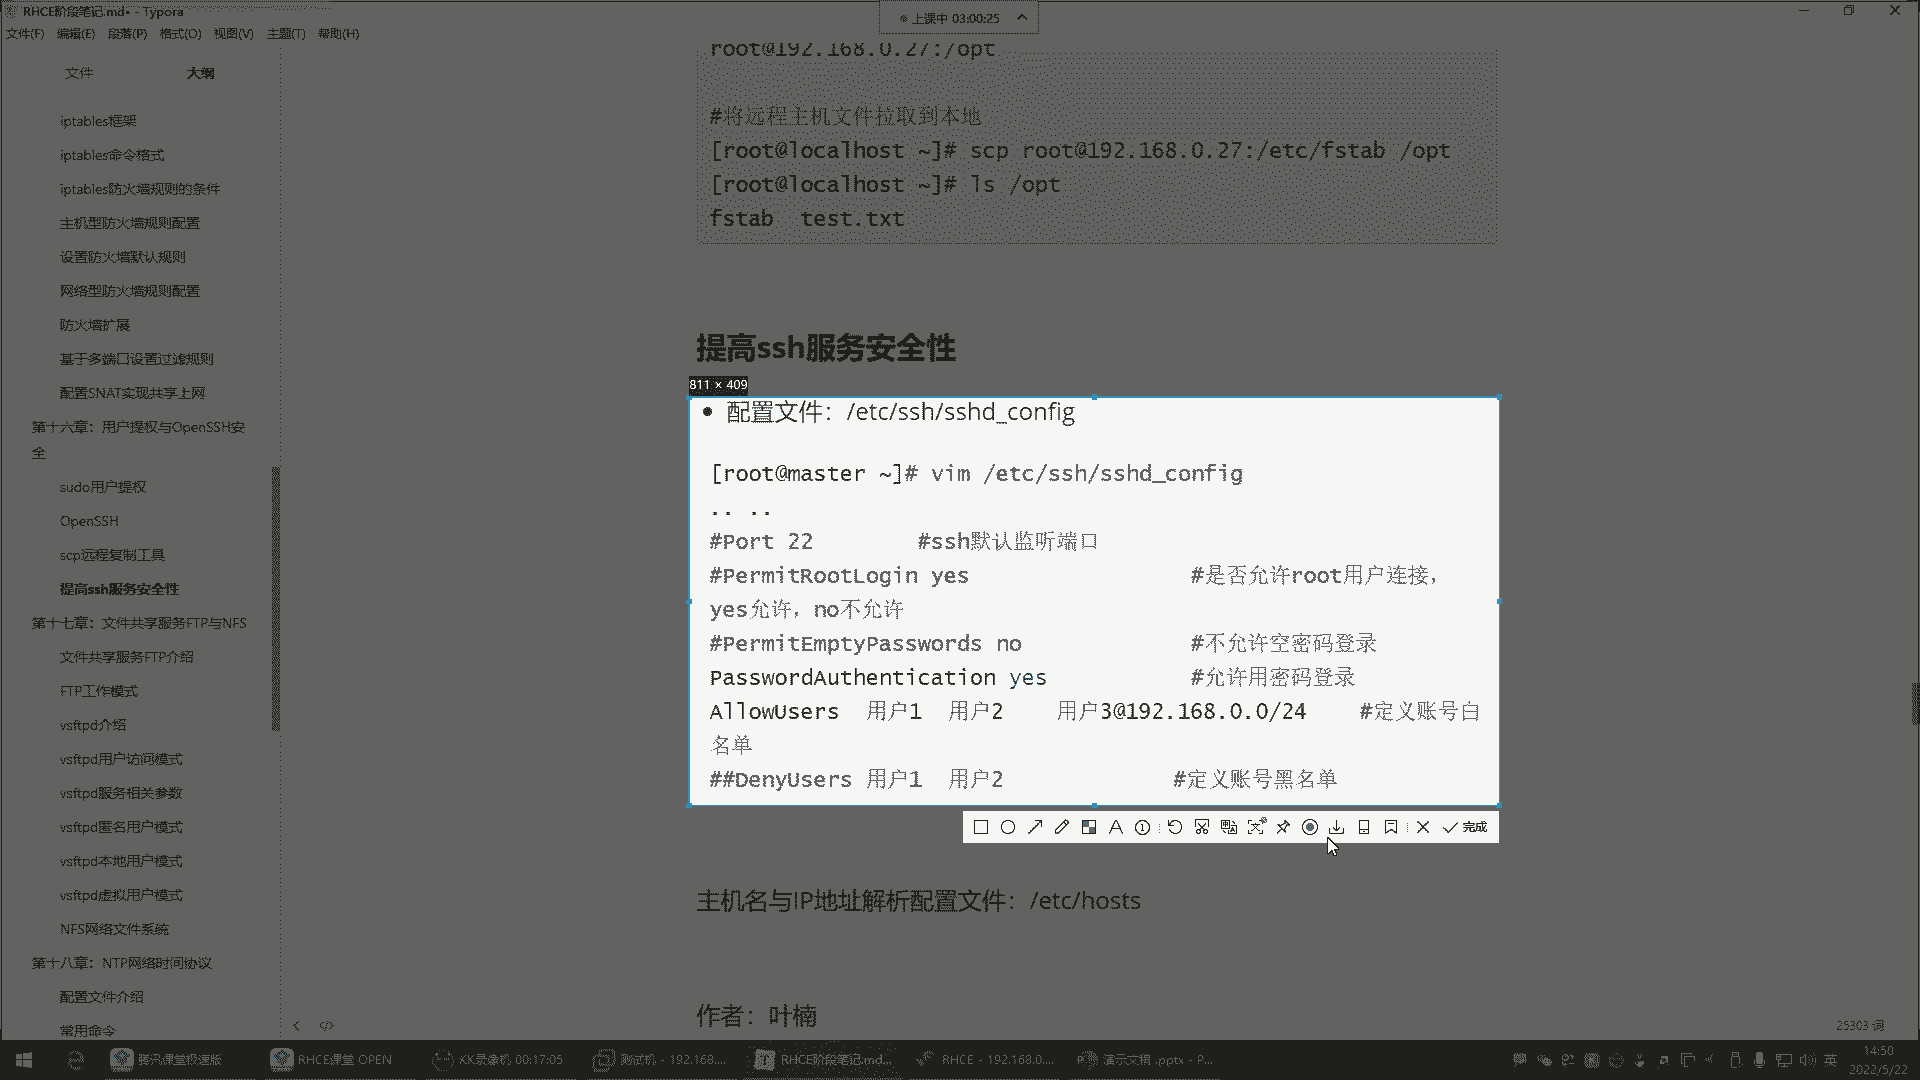 RHCE阶段笔记.md• - Typora
上课中 03:00:25
文件(F) 编辑(E) 段落(P) 格式(O) 视图(V) 主题(T) 帮助(H)
文件 大纲
iptables框架
iptables命令格式
iptables防火墙规则的条件
主机型防火墙规则配置
设置防火墙默认规则
网络型防火墙规则配置
防火墙扩展
基于多端口设置过滤规则
配置SNAT实现共享上网
第十六章：用户提权与OpenSSH安
全
sudo用户提权
OpenSSH
scp远程复制工具
提高ssh服务安全性
第十七章：文件共享服务FTP与NFS
文件共享服务FTP介绍
FTP工作模式
vsftpd介绍
vsftpd用户访问模式
vsftpd服务相关参数
vsftpd匿名用户模式
vsftpd本地用户模式
vsftpd虚拟用户模式
NFS网络文件系统
第十八章：NTP网络时间协议
配置文件介绍
常用命令
root@192.168.0.27:/opt
#将远程主机文件拉取到本地
[root@localhost ~]# scp root@192.168.0.27:/etc/fstab /opt
[root@localhost ~]# ls /opt
fstab test.txt
提高ssh服务安全性
811 × 409
• 配置文件：/etc/ssh/sshd_config
[root@master ~]# vim /etc/ssh/sshd_config
.. ..
#Port 22 #ssh默认监听端口
#PermitRootLogin yes #是否允许root用户连接，
yes允许，no不允许
#PermitEmptyPasswords no #不允许空密码登录
PasswordAuthentication yes #允许用密码登录
AllowUsers 用户1 用户2 用户3@192.168.0.0/24 #定义账号白
名单
##DenyUsers 用户1 用户2 #定义账号黑名单
完成
主机名与IP地址解析配置文件：/etc/hosts
作者：叶楠
25303 词
腾讯课堂极速版
RHCE课堂 OPEN
KK录像机 00:17:05
测试机 - 192.168....
RHCE阶段笔记.md...
RHCE - 192.168.0....
演示文稿 .pptx - P...
英
14:50
2022/5/22